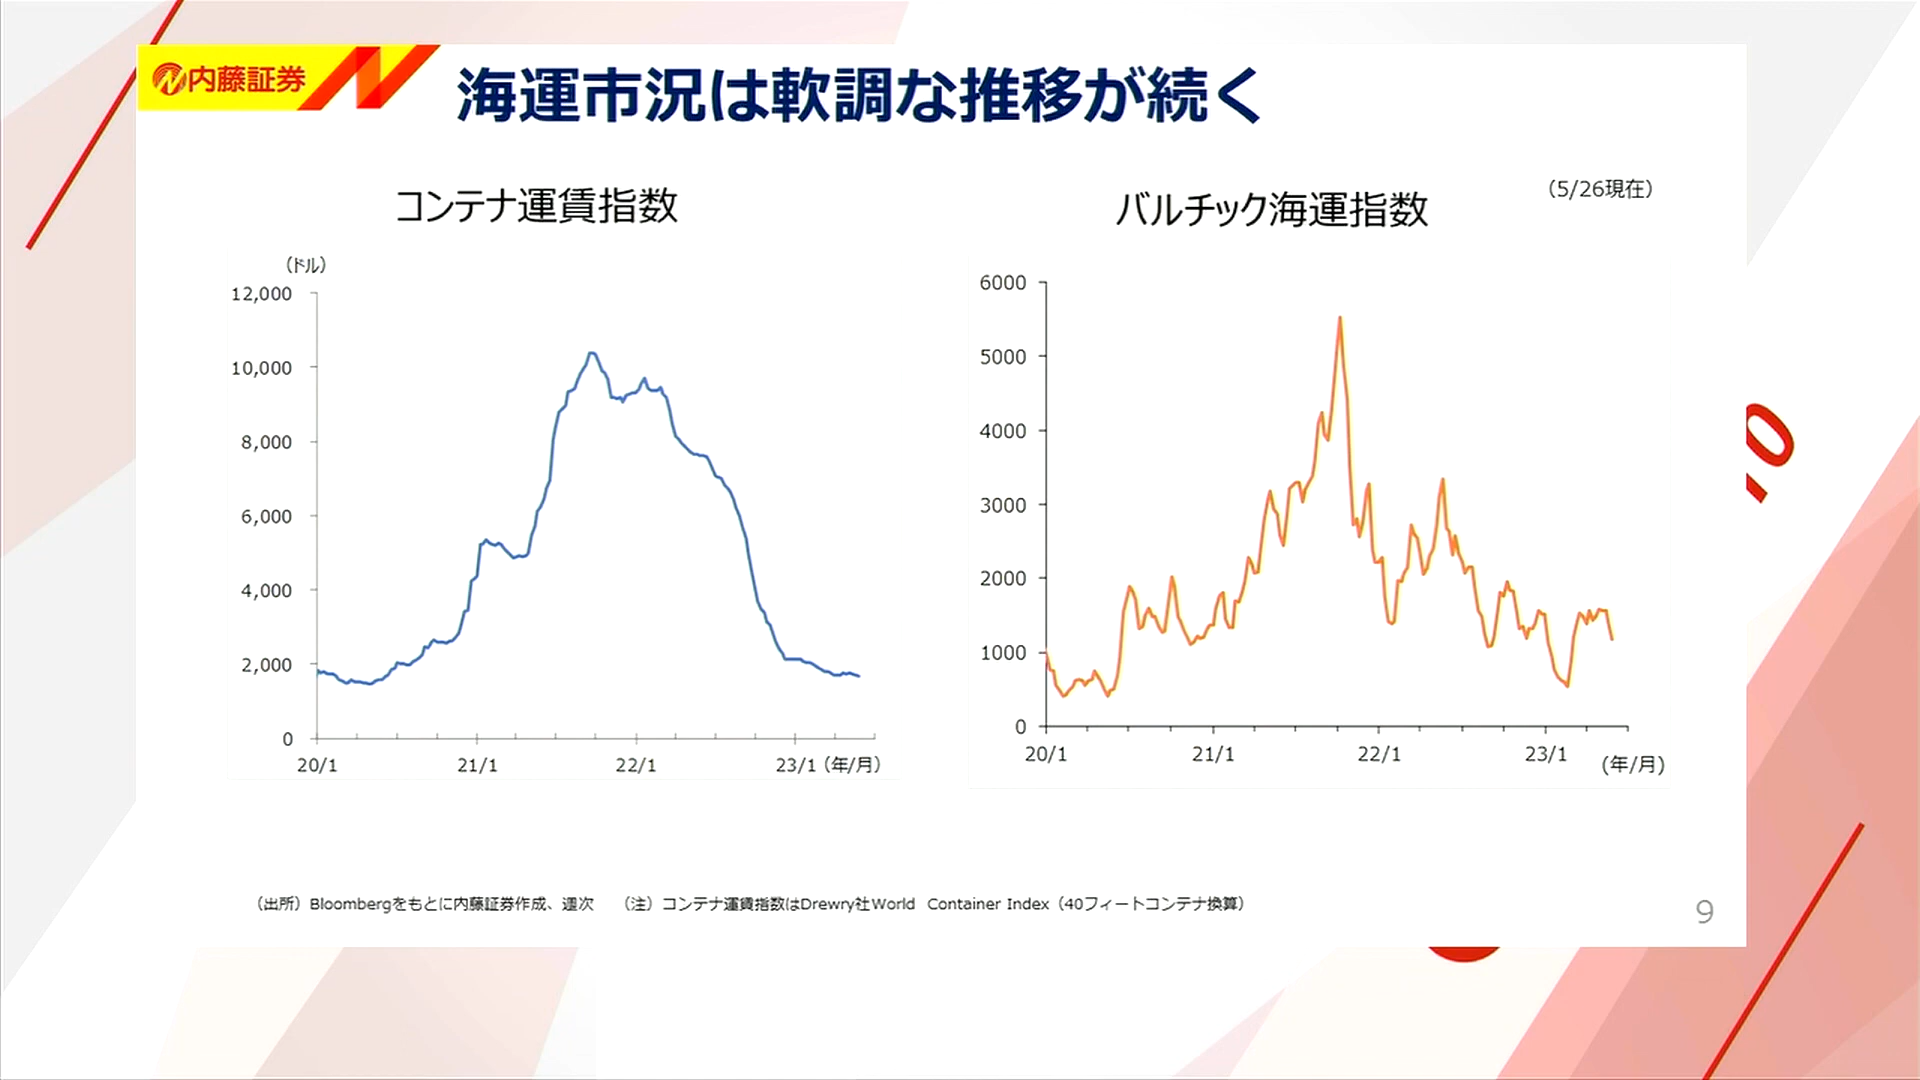 内藤証券
海運市況は軟調な推移が続く
(5/26現在)
コンテナ運賃指数
(ドル)
12,000
10,000
8,000
6,000
4,000
2,000
0
20/1 21/1 22/1 23/1 (年/月)
バルチック海運指数
6000
5000
4000
3000
2000
1000
0
20/1 21/1 22/1 23/1 (年/月)
(出所) Bloombergをもとに内藤証券作成、週次 (注) コンテナ運賃指数はDrewry社World Container Index (40フィートコンテナ換算)
9